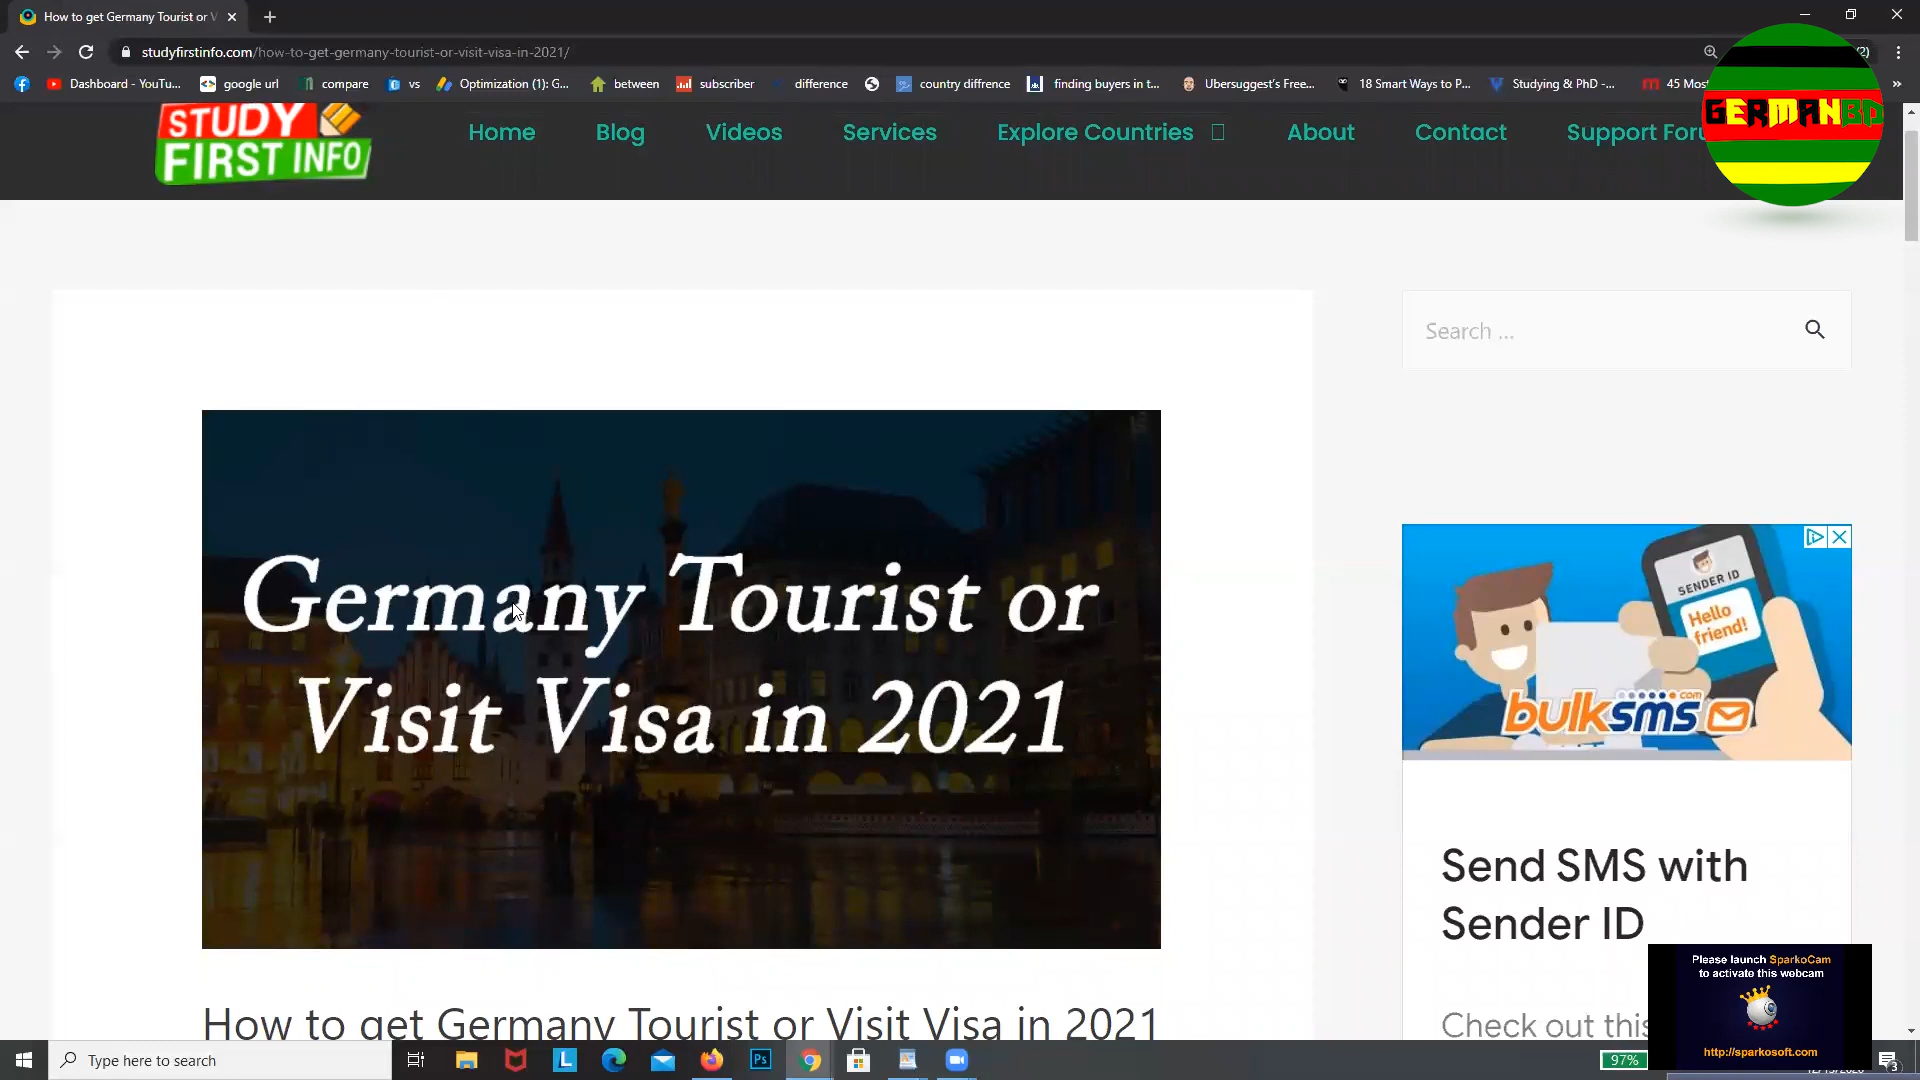 How to get Germany Tourist or V
studyfirstinfo.com/how-to-get-germany-tourist-or-visit-visa-in-2021/
Dashboard - YouTu...
google url
compare
vs
Optimization (1): G...
between
subscriber
difference
country diffrence
finding buyers in t...
Ubersuggest's Free...
18 Smart Ways to P...
Studying & PhD -...
45 Mos
GERMANBD
STUDY
FIRST INFO
Home
Blog
Videos
Services
Explore Countries
About
Contact
Support Foru
Search ...
Germany Tourist or
Visit Visa in 2021
SENDER ID
Hello
friend!
bulksms.com
Send SMS with
Sender ID
Check out this
How to get Germany Tourist or Visit Visa in 2021
Please launch SparkoCam
to activate this webcam
http://sparkosoft.com
Type here to search
Ps
97%
3